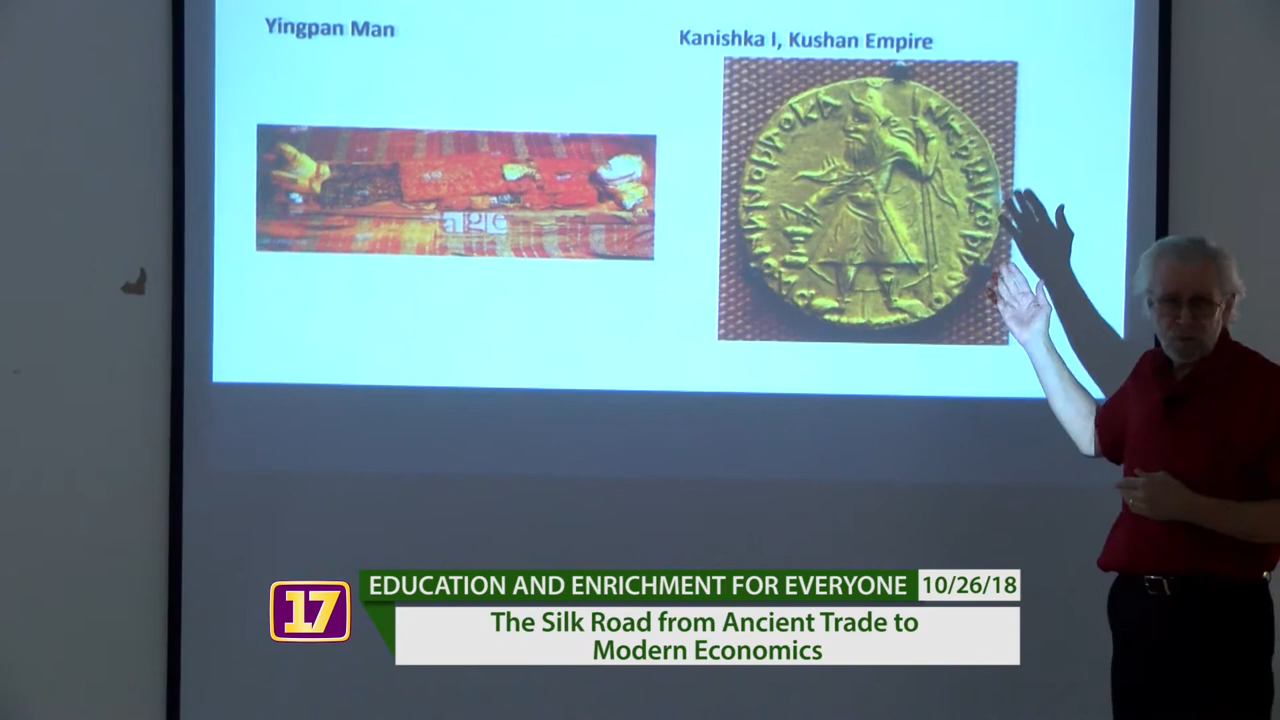 Yingpan Man
Kanishka I, Kushan Empire
17
EDUCATION AND ENRICHMENT FOR EVERYONE
10/26/18
The Silk Road from Ancient Trade to
Modern Economics